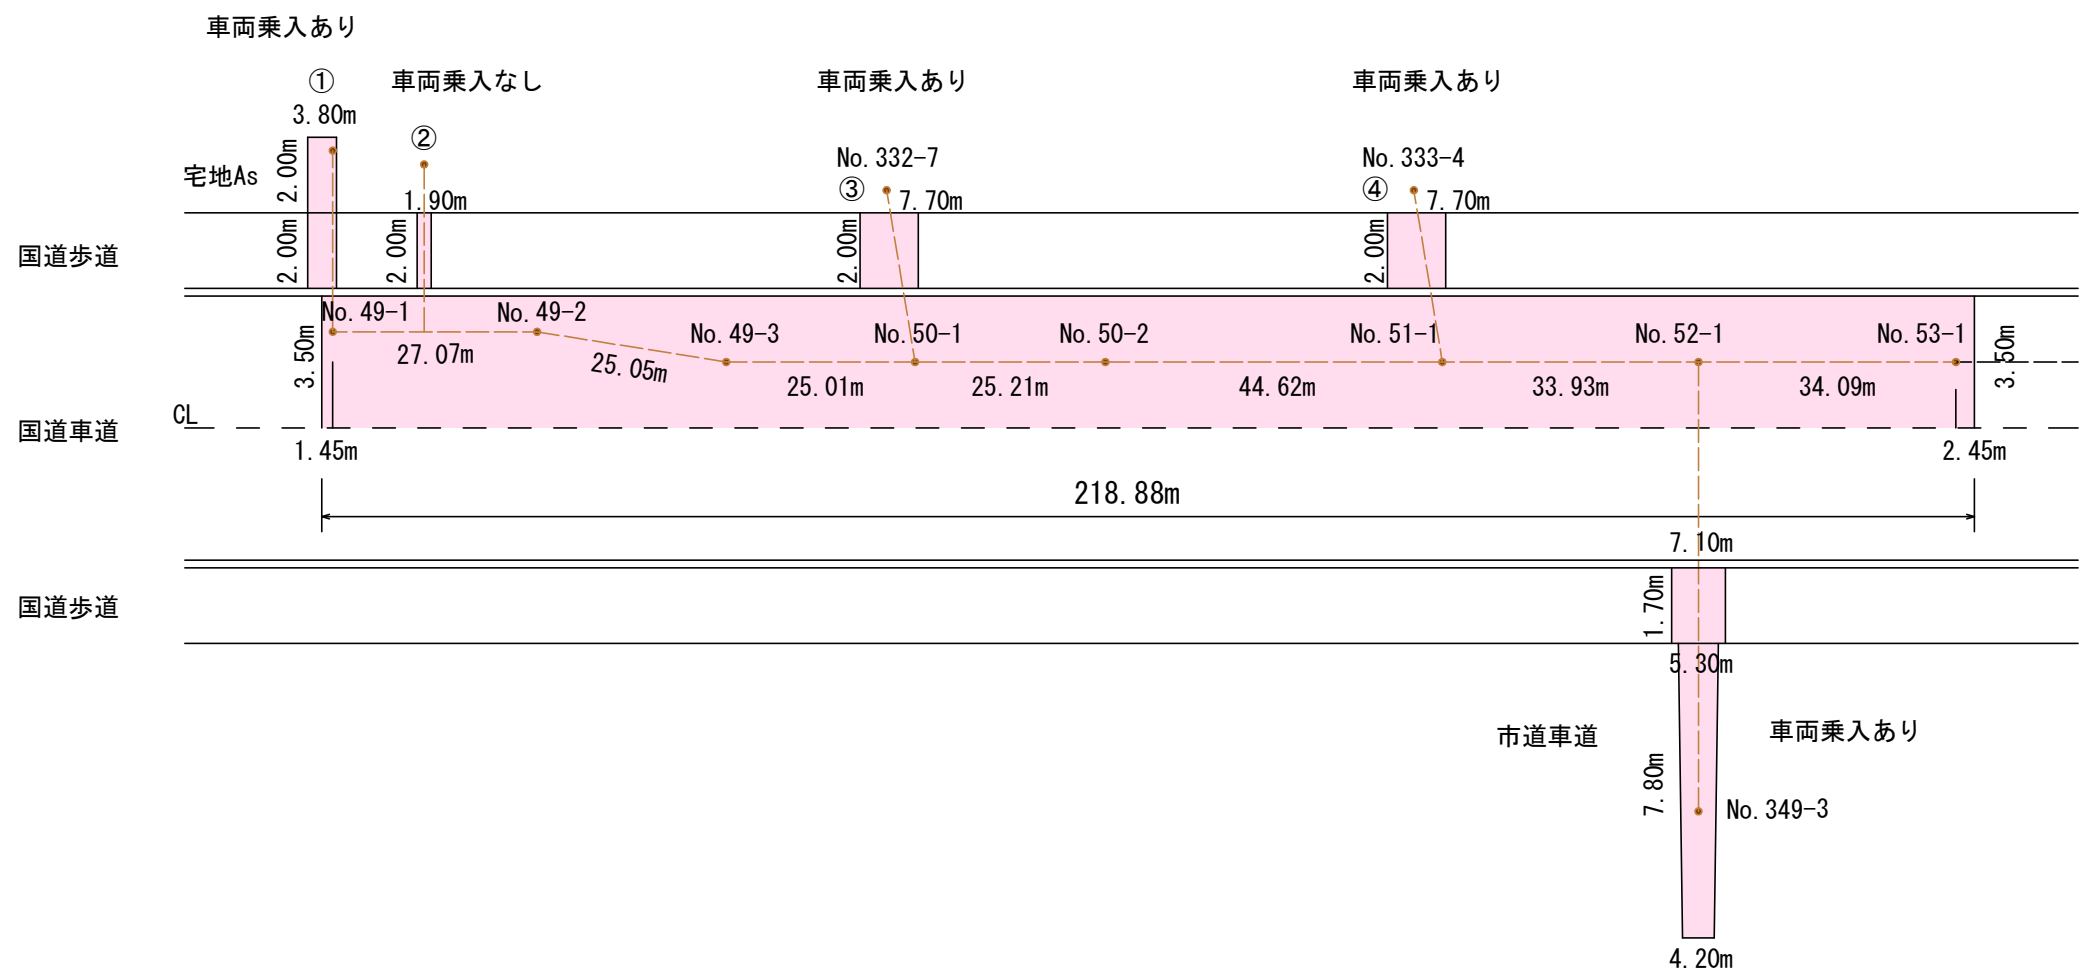 車両乗入あり
①
車両乗入なし
車両乗入あり
車両乗入あり
3.80m
②
No.332-7
No.333-4
宅地As
2.00m
1.90m
③
7.70m
④
7.70m
国道歩道
2.00m
2.00m
2.00m
2.00m
No.49-1
No.49-2
No.49-3
No.50-1
No.50-2
No.51-1
No.52-1
No.53-1
3.50m
27.07m
25.05m
25.01m
25.21m
44.62m
33.93m
34.09m
3.50m
CL
国道車道
1.45m
2.45m
218.88m
7.10m
国道歩道
1.70m
5.30m
市道車道
車両乗入あり
7.80m
No.349-3
4.20m